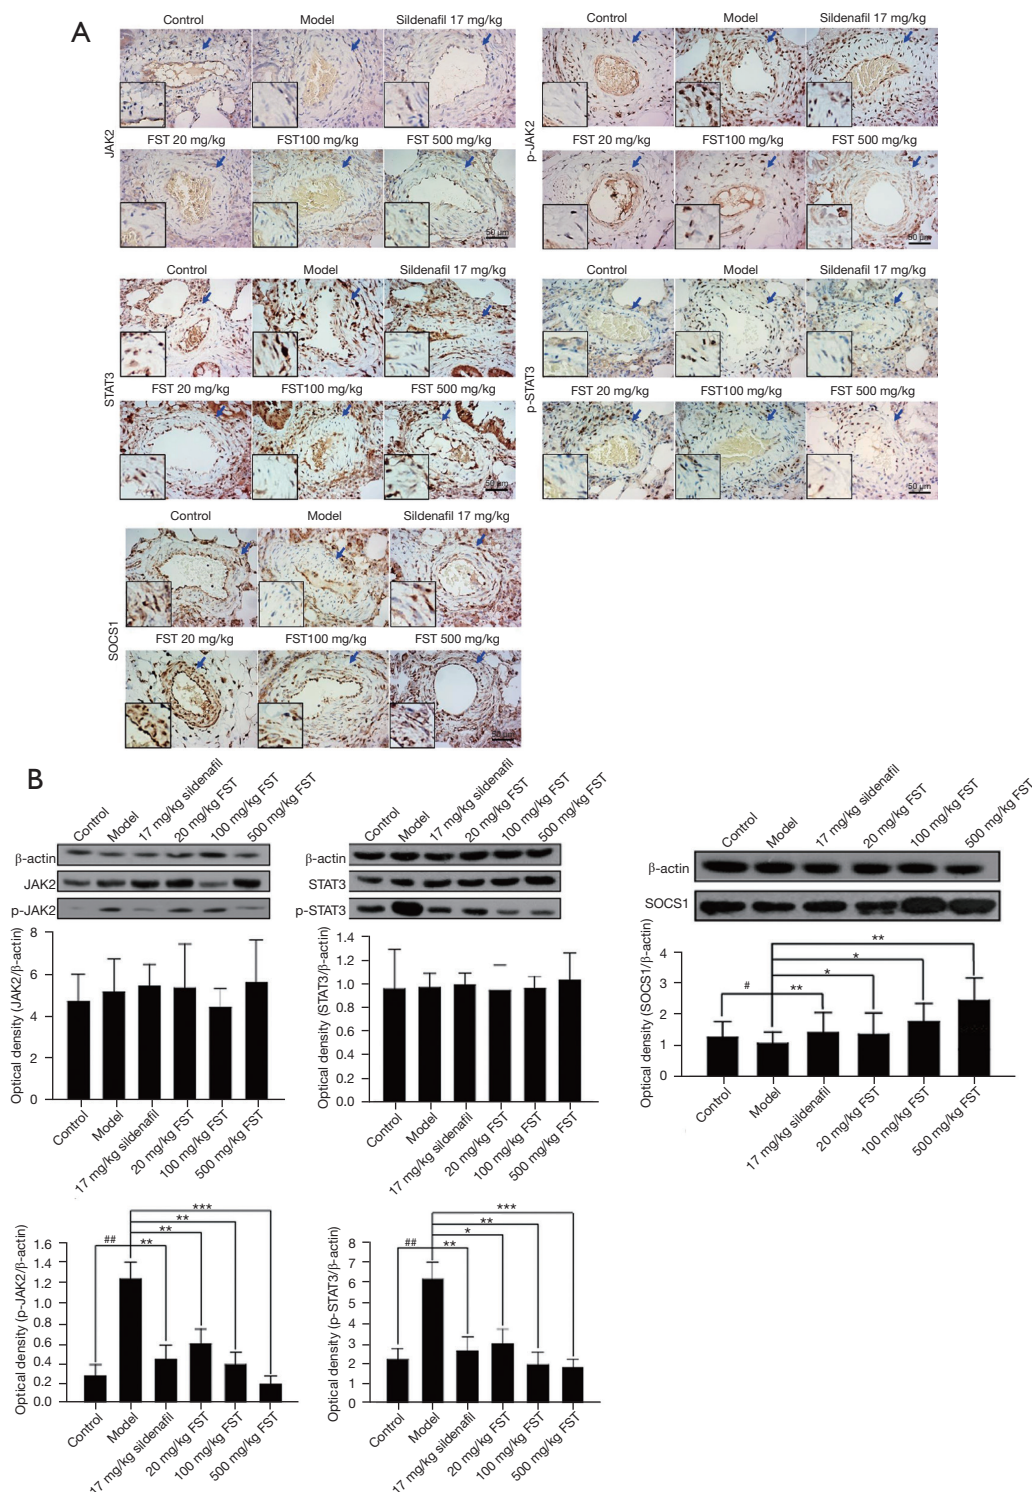 A
Control Model Sildenafil 17 mg/kg
JAK2
FST 20 mg/kg FST100 mg/kg FST 500 mg/kg
50 μm
Control Model Sildenafil 17 mg/kg
p-JAK2
FST 20 mg/kg FST100 mg/kg FST 500 mg/kg
50 μm
Control Model Sildenafil 17 mg/kg
STAT3
FST 20 mg/kg FST100 mg/kg FST 500 mg/kg
50 μm
Control Model Sildenafil 17 mg/kg
p-STAT3
FST 20 mg/kg FST100 mg/kg FST 500 mg/kg
50 μm
Control Model Sildenafil 17 mg/kg
SOCS1
FST 20 mg/kg FST100 mg/kg FST 500 mg/kg
50 μm
B
Control Model 17 mg/kg sildenafil 20 mg/kg FST 100 mg/kg FST 500 mg/kg FST
β-actin
JAK2
p-JAK2
Optical density (JAK2/β-actin)
8
6
4
2
0
Control Model 17 mg/kg sildenafil 20 mg/kg FST 100 mg/kg FST 500 mg/kg FST
Control Model 17 mg/kg sildenafil 20 mg/kg FST 100 mg/kg FST 500 mg/kg FST
β-actin
STAT3
p-STAT3
Optical density (STAT3/β-actin)
1.4
1.2
1.0
0.8
0.6
0.4
0.2
0.0
Control Model 17 mg/kg sildenafil 20 mg/kg FST 100 mg/kg FST 500 mg/kg FST
Control Model 17 mg/kg sildenafil 20 mg/kg FST 100 mg/kg FST 500 mg/kg FST
β-actin
SOCS1
Optical density (SOCS1/β-actin)
4
3
2
1
0
**
*
*
# **
Control Model 17 mg/kg sildenafil 20 mg/kg FST 100 mg/kg FST 500 mg/kg FST
Optical density (p-JAK2/β-actin)
1.6
1.4
1.2
1.0
0.8
0.6
0.4
0.2
0.0
***
**
**
## **
Control Model 17 mg/kg sildenafil 20 mg/kg FST 100 mg/kg FST 500 mg/kg FST
Optical density (p-STAT3/β-actin)
8
7
6
5
4
3
2
1
0
***
**
*
## **
Control Model 17 mg/kg sildenafil 20 mg/kg FST 100 mg/kg FST 500 mg/kg FST